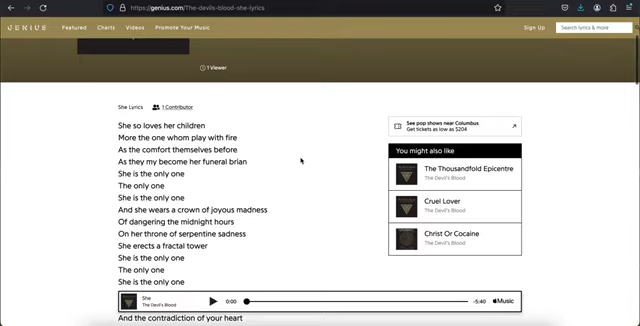 https://genius.com/The-devils-blood-she-lyrics
GENIUS
Featured
Charts
Videos
Promote Your Music
Sign Up
Search lyrics & more
1 Viewer
She Lyrics
1 Contributor
She so loves her children
More the one whom play with fire
As the comfort themselves before
As they my become her funeral brian
She is the only one
The only one
She is the only one
And she wears a crown of joyous madness
Of dangering the midnight hours
On her throne of serpentine sadness
She erects a fractal tower
She is the only one
The only one
She is the only one
And the contradiction of your heart
See pop shows near Columbus
Get tickets as low as $204
You might also like
The Thousandfold Epicentre
The Devil's Blood
Cruel Lover
The Devil's Blood
Christ Or Cocaine
The Devil's Blood
She
The Devil's Blood
0:00
-5:40
Music